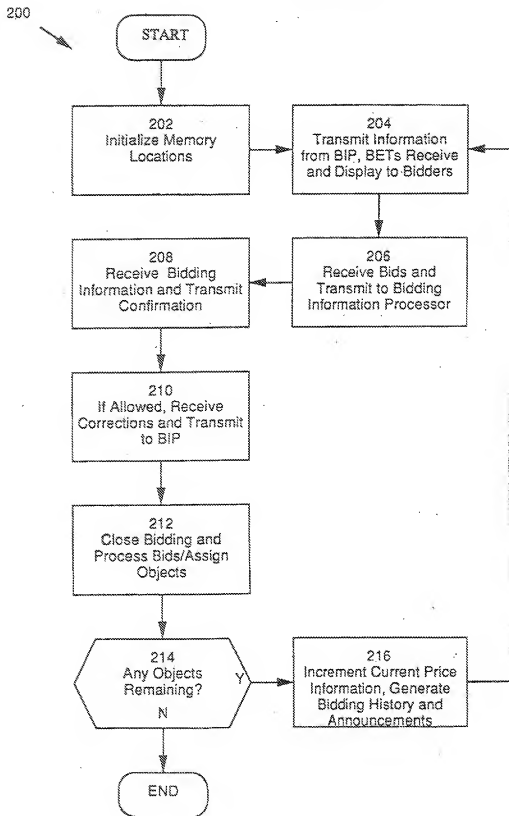 200
START
202
Initialize Memory
Locations
204
Transmit Information
from BIP, BETs Receive
and Display to Bidders
206
Receive Bids and
Transmit to Bidding
Information Processor
208
Receive Bidding
Information and Transmit
Confirmation
210
If Allowed, Receive
Corrections and Transmit
to BIP
212
Close Bidding and
Process Bids/Assign
Objects
214
Any Objects
Remaining?
Y
N
216
Increment Current Price
Information, Generate
Bidding History and
Announcements
END